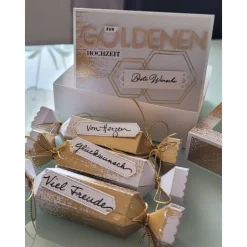 ZUR
GOLDENEN
HOCHZEIT
Beste Wünsche
Von Herzen
Glückwunsch
Viel Freude